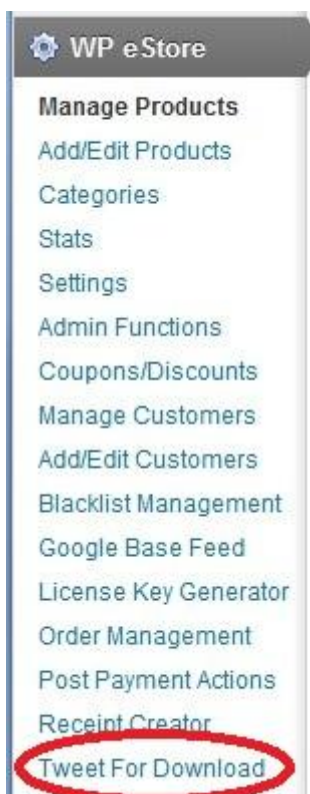 WP eStore
Manage Products
Add/Edit Products
Categories
Stats
Settings
Admin Functions
Coupons/Discounts
Manage Customers
Add/Edit Customers
Blacklist Management
Google Base Feed
License Key Generator
Order Management
Post Payment Actions
Receipt Creator
Tweet For Download